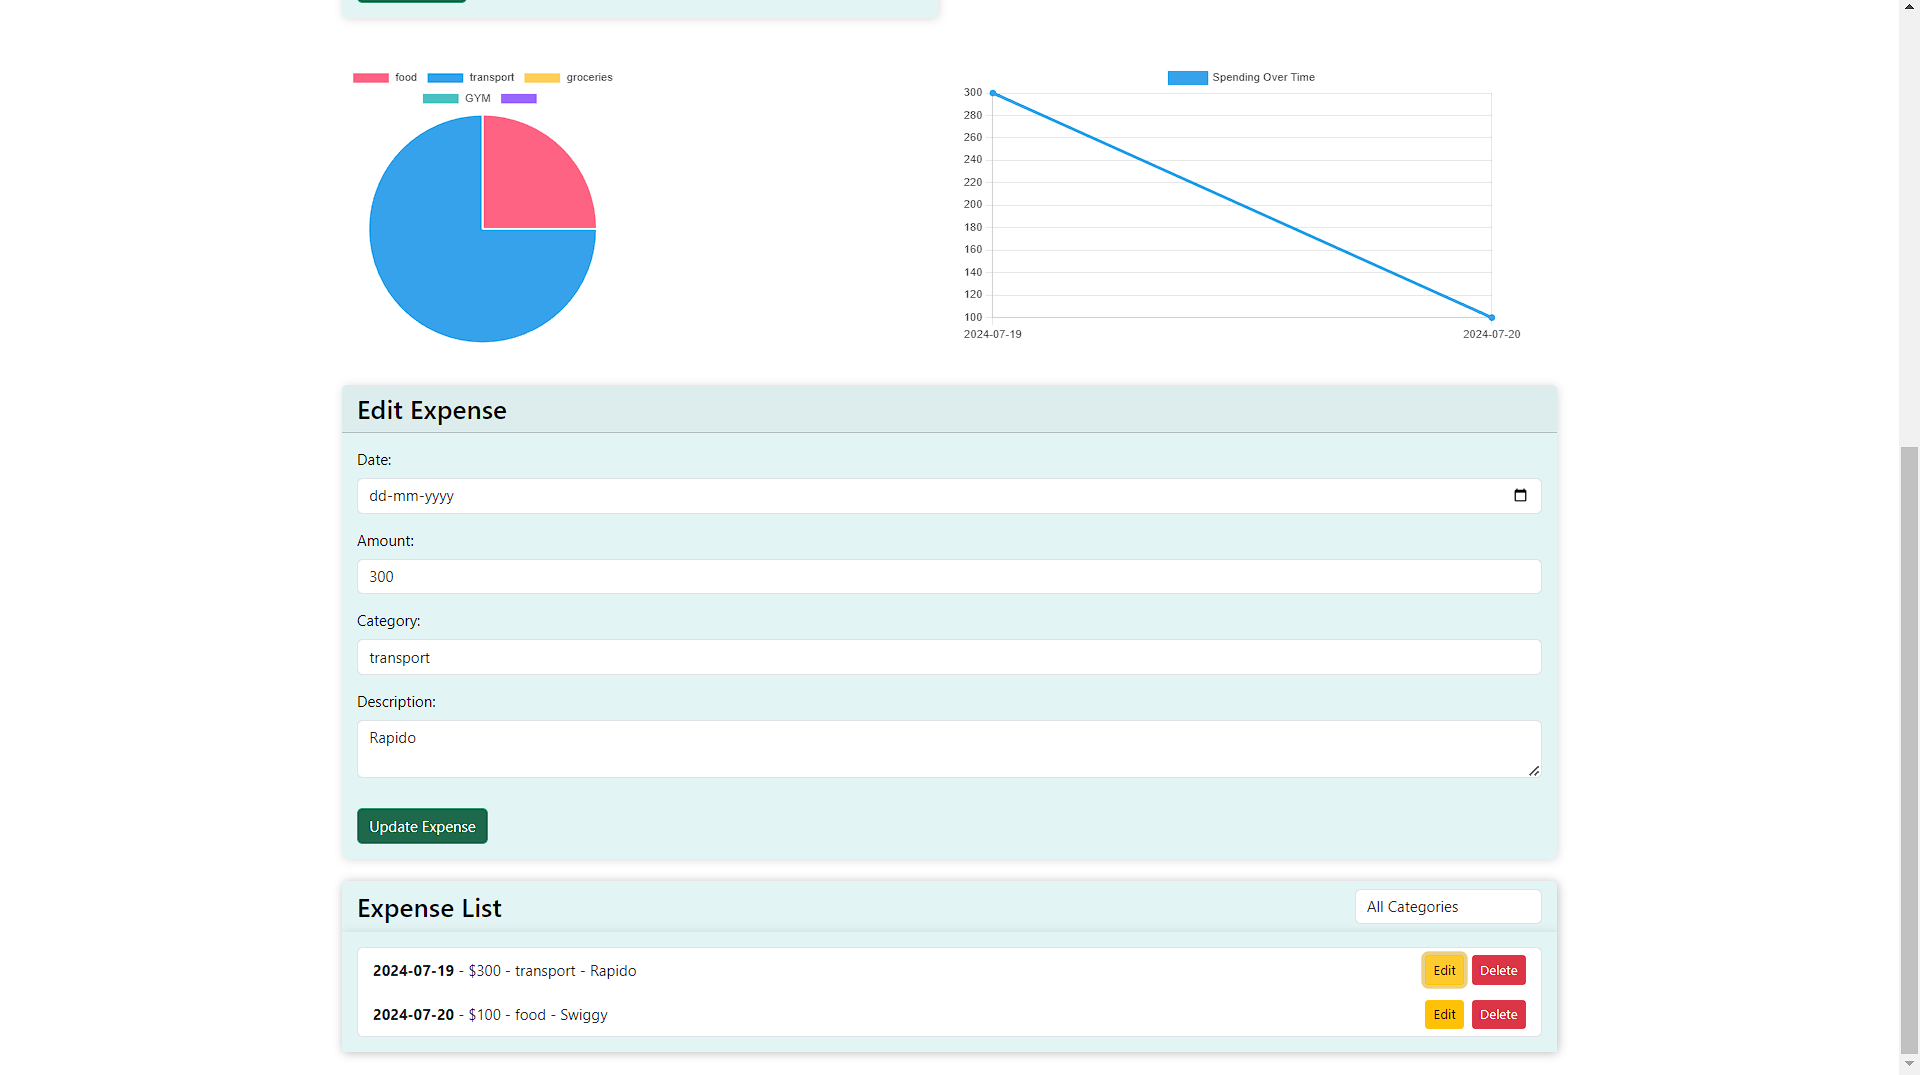 food transport groceries
GYM
Spending Over Time
300
280
260
240
220
200
180
160
140
120
100
2024-07-19 2024-07-20
Edit Expense
Date:
dd-mm-yyyy
Amount:
300
Category:
transport
Description:
Rapido
Update Expense
Expense List
All Categories
2024-07-19 - $300 - transport - Rapido
Edit Delete
2024-07-20 - $100 - food - Swiggy
Edit Delete